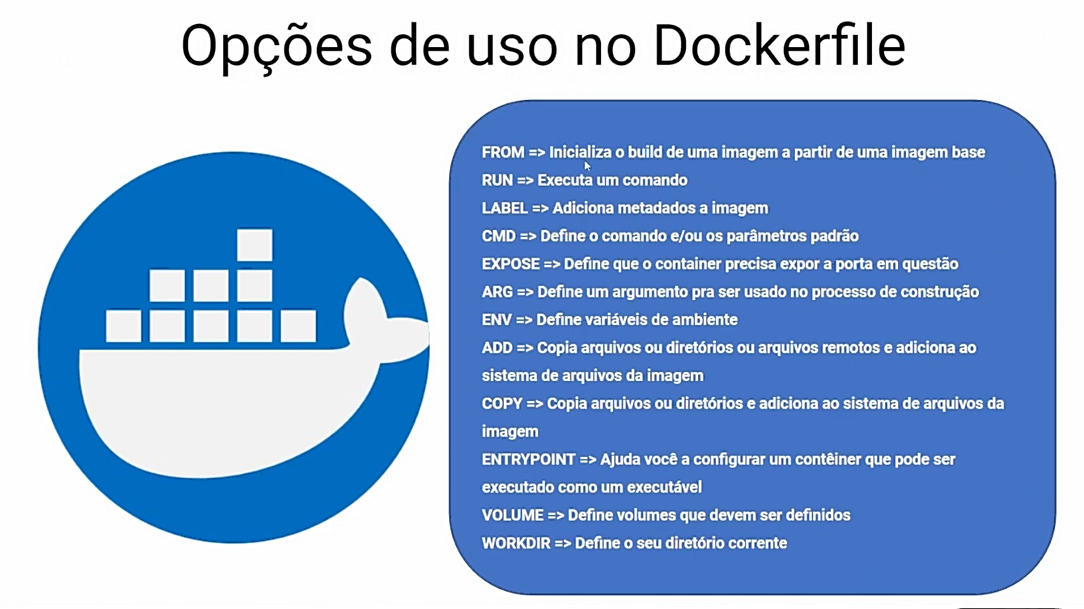 Opções de uso no Dockerfile
FROM => Inicializa o build de uma imagem a partir de uma imagem base
RUN => Executa um comando
LABEL => Adiciona metadados a imagem
CMD => Define o comando e/ou os parâmetros padrão
EXPOSE => Define que o container precisa expor a porta em questão
ARG => Define um argumento pra ser usado no processo de construção
ENV => Define variáveis de ambiente
ADD => Copia arquivos ou diretórios ou arquivos remotos e adiciona ao
sistema de arquivos da imagem
COPY => Copia arquivos ou diretórios e adiciona ao sistema de arquivos da
imagem
ENTRYPOINT => Ajuda você a configurar um contêiner que pode ser
executado como um executável
VOLUME => Define volumes que devem ser definidos
WORKDIR => Define o seu diretório corrente